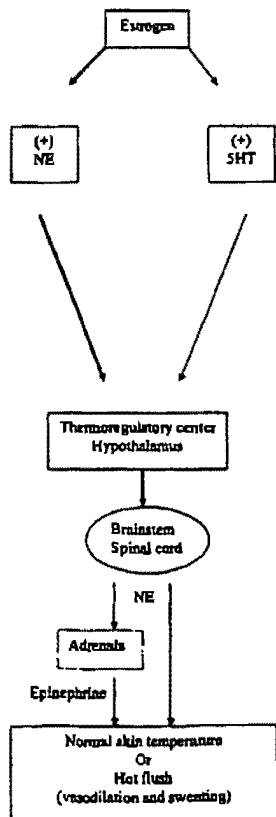 Estrogen
(+)
NE
(+)
5HT
Thermoregulatory center
Hypothalamus
Brainstem
Spinal cord
NE
Adrenals
Epinephrine
Normal skin temperature
Or
Hot flush
(vasodilation and sweating)